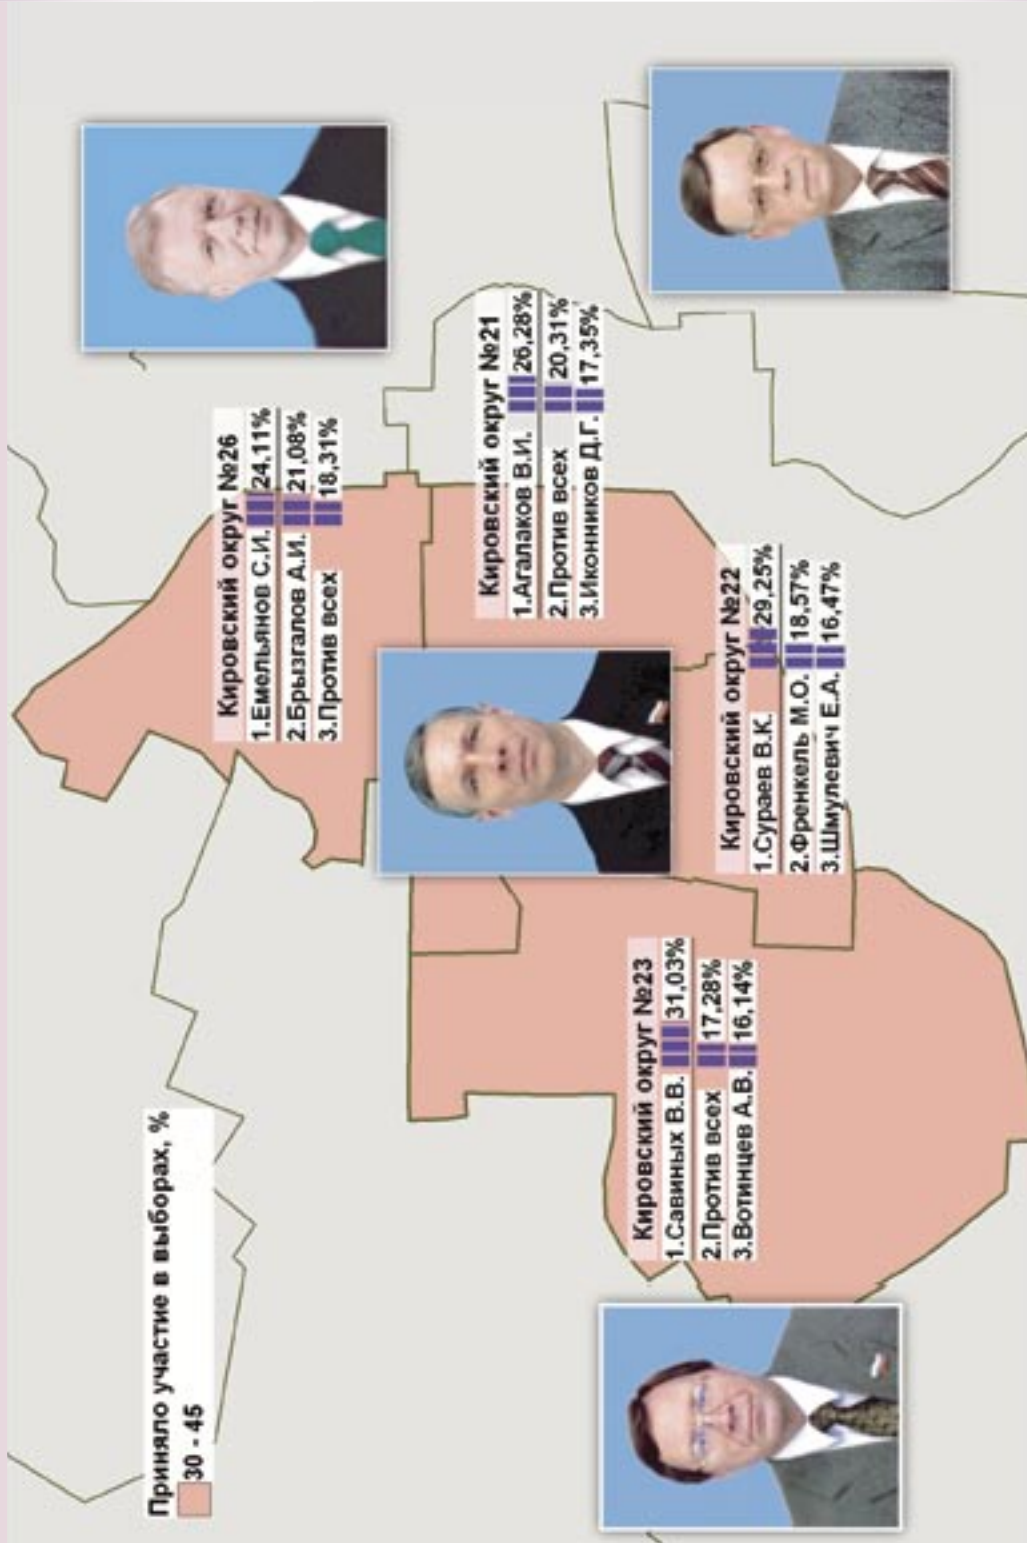 Приняло участие в выборах, %
30 - 45
Кировский округ №26
1.Емельянов С.И. 24,11%
2.Брызгалов А.И. 21,08%
3.Против всех 18,31%
Кировский округ №21
1.Агалаков В.И. 26,28%
2.Против всех 20,31%
3.Иконников Д.Г. 17,35%
Кировский округ №23
1.Савиных В.В. 31,03%
2.Против всех 17,28%
3.Вотинцев А.В. 16,14%
Кировский округ №22
1.Сураев В.К. 29,25%
2.Френкель М.О. 18,57%
3.Шмулевич Е.А. 16,47%